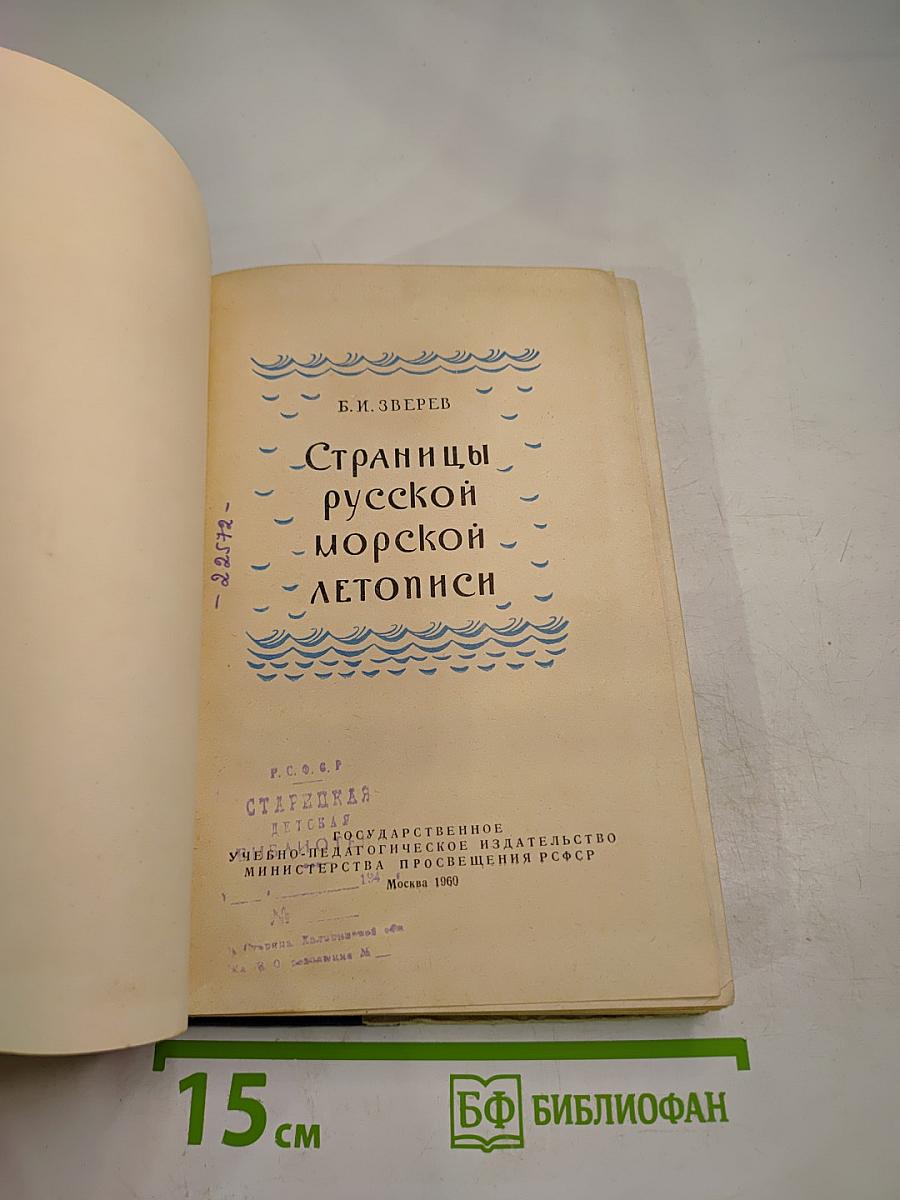 Б. И. ЗВЕРЕВ
Страницы
русской
морской
летописи
- 22572 -
Р. С. Ф. С. Р
СТАРИЦКАЯ
ДЕТСКАЯ
ГОСУДАРСТВЕННОЕ
УЧЕБНО-ПЕДАГОГИЧЕСКОЕ ИЗДАТЕЛЬСТВО
МИНИСТЕРСТВА ПРОСВЕЩЕНИЯ РСФСР
Москва 1960
194
№
15 см
БФ БИБЛИОФАН